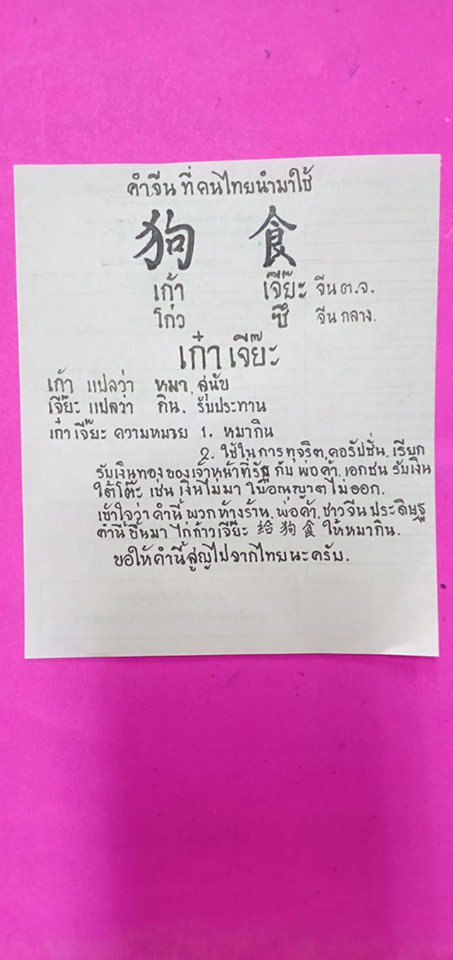 คำจีน ที่คนไทยนำมาใช้
狗 食
เก้า เจี๊ยะ จีน ต.จ.
โก่ว ซึ จีนกลาง.
เก๋าเจี๊ยะ
เก้า แปลว่า หมา, สุนัข
เจี๊ยะ แปลว่า กิน. รับประทาน
เก๋าเจี๊ยะ ความหมาย 1. หมากิน
2. ใช้ในการทุจริต, คอรัปชั่น, เรียก
รับเงินทองของเจ้าหน้าที่รัฐ กับ พ่อค้า. เอกชน รับเงิน
ใต้โต๊ะ เช่น เงินไม่มา ใบอนุญาตไม่ออก.
เข้าใจว่า คำนี้ พวกห้างร้าน. พ่อค้า. ชาวจีน ประดิษฐ
คำนี้ ขึ้นมา ไก่ก้าวเจี๊ยะ 給狗食 ให้หมากิน.
ขอให้คำนี้สูญไปจากไทยนะครับ.